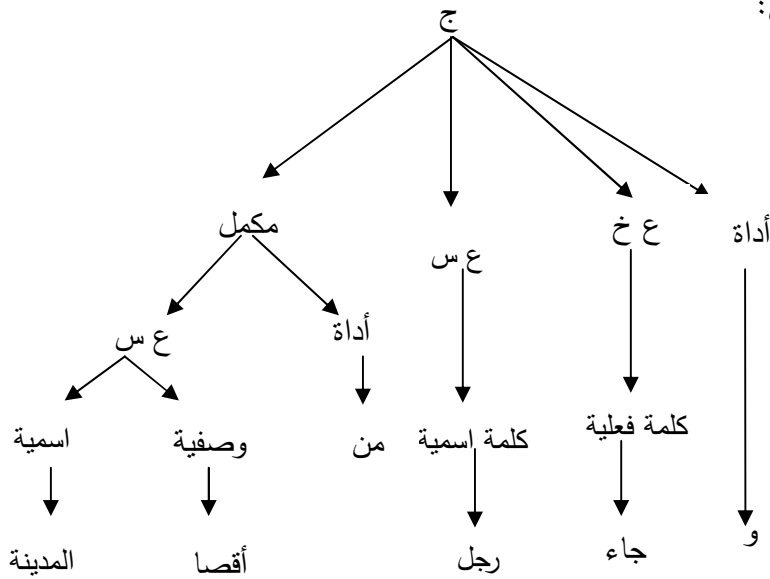 :
ج
أداة
ع خ
ع س
مكمل
أداة
ع س
كلمة فعلية
كلمة اسمية
من
وصفية
اسمية
و
جاء
رجل
أقصا
المدينة